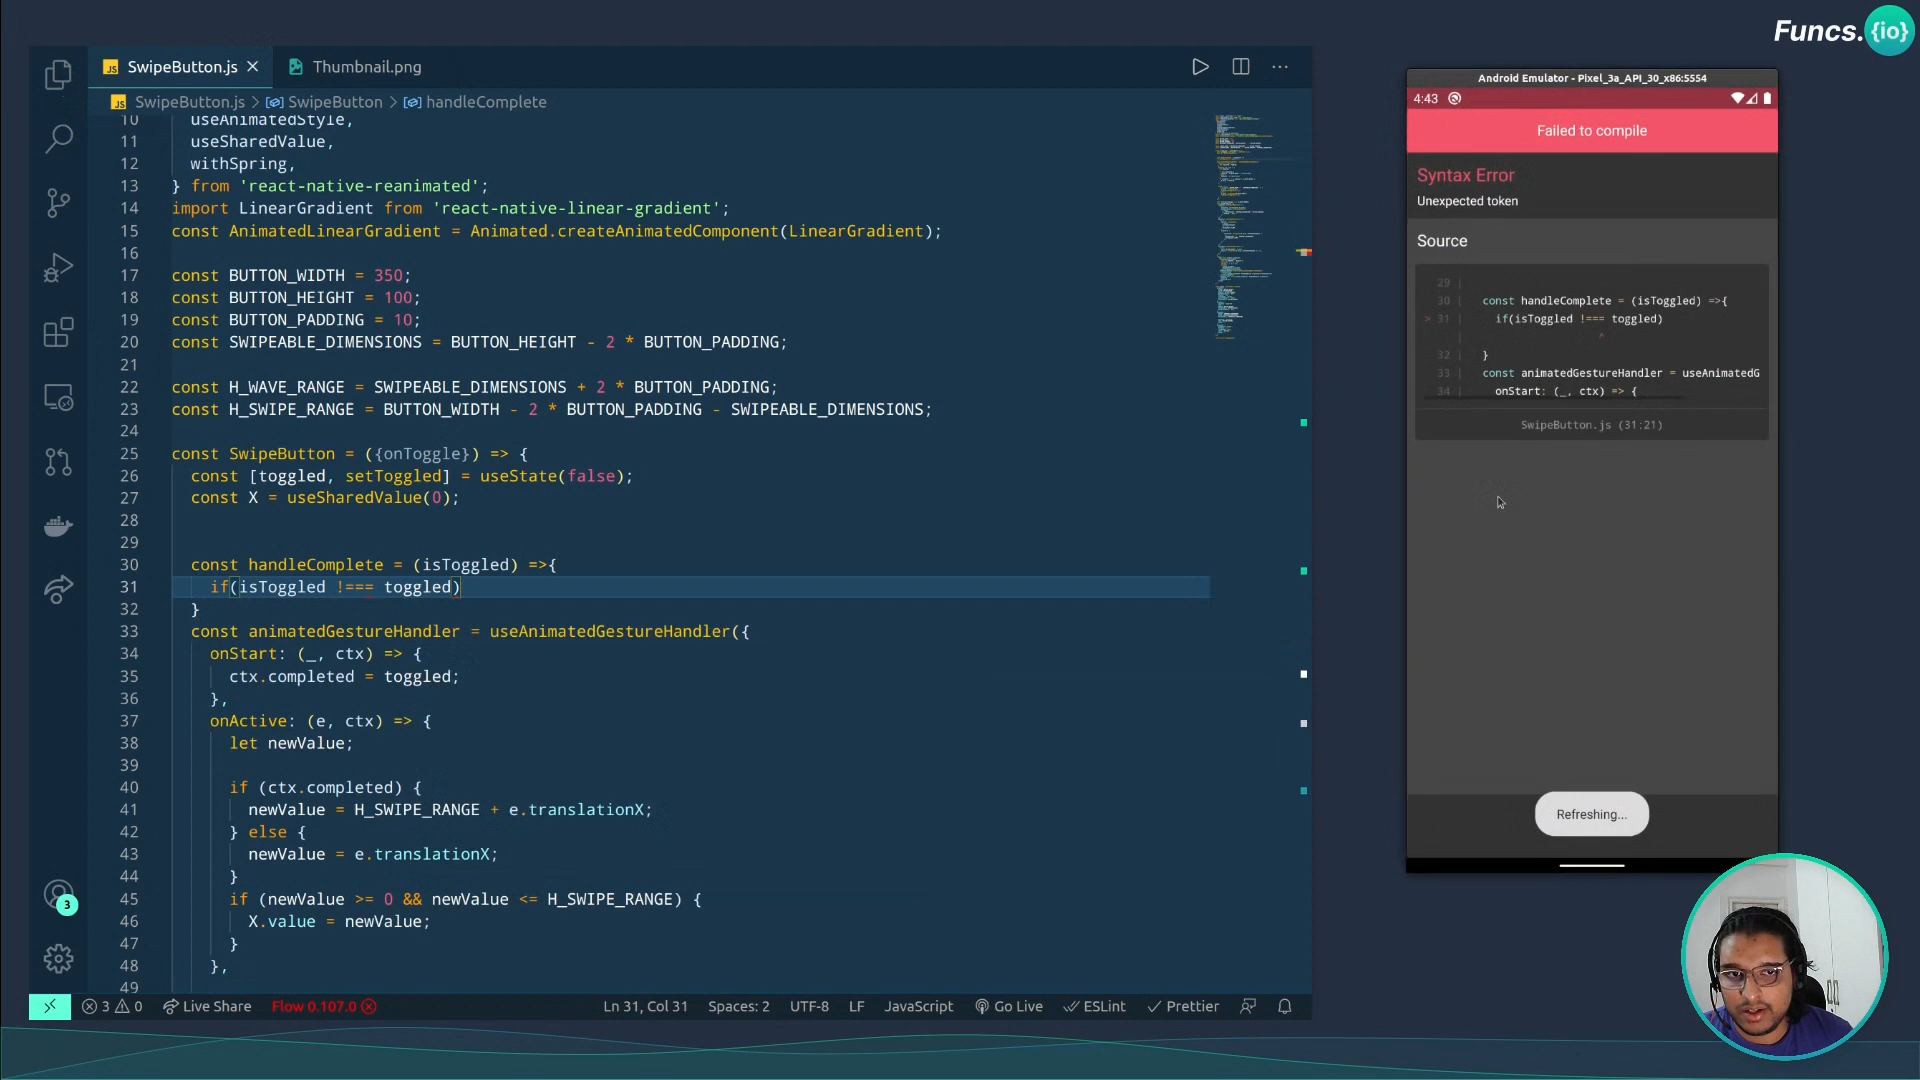 Funcs.{io}
SwipeButton.js
Thumbnail.png
SwipeButton.js > SwipeButton > handleComplete
10 useAnimatedStyle,
11 useSharedValue,
12 withSpring,
13 } from 'react-native-reanimated';
14 import LinearGradient from 'react-native-linear-gradient';
15 const AnimatedLinearGradient = Animated.createAnimatedComponent(LinearGradient);
16
17 const BUTTON_WIDTH = 350;
18 const BUTTON_HEIGHT = 100;
19 const BUTTON_PADDING = 10;
20 const SWIPEABLE_DIMENSIONS = BUTTON_HEIGHT - 2 * BUTTON_PADDING;
21
22 const H_WAVE_RANGE = SWIPEABLE_DIMENSIONS + 2 * BUTTON_PADDING;
23 const H_SWIPE_RANGE = BUTTON_WIDTH - 2 * BUTTON_PADDING - SWIPEABLE_DIMENSIONS;
24
25 const SwipeButton = ({onToggle}) => {
26 const [toggled, setToggled] = useState(false);
27 const X = useSharedValue(0);
28
29
30 const handleComplete = (isToggled) =>{
31 if(isToggled !=== toggled)
32 }
33 const animatedGestureHandler = useAnimatedGestureHandler({
34 onStart: (_, ctx) => {
35 ctx.completed = toggled;
36 },
37 onActive: (e, ctx) => {
38 let newValue;
39
40 if (ctx.completed) {
41 newValue = H_SWIPE_RANGE + e.translationX;
42 } else {
43 newValue = e.translationX;
44 }
45 if (newValue >= 0 && newValue <= H_SWIPE_RANGE) {
46 X.value = newValue;
47 }
48 },
49
3
3 0
Live Share
Flow 0.107.0
Ln 31, Col 31
Spaces: 2
UTF-8
LF
JavaScript
Go Live
ESLint
Prettier
Android Emulator - Pixel_3a_API_30_x86:5554
4:43
Failed to compile
Syntax Error
Unexpected token
Source
29 |
30 | const handleComplete = (isToggled) =>{
> 31 | if(isToggled !=== toggled)
| ^
32 | }
33 | const animatedGestureHandler = useAnimatedG
34 | onStart: (_, ctx) => {
SwipeButton.js (31:21)
Refreshing...